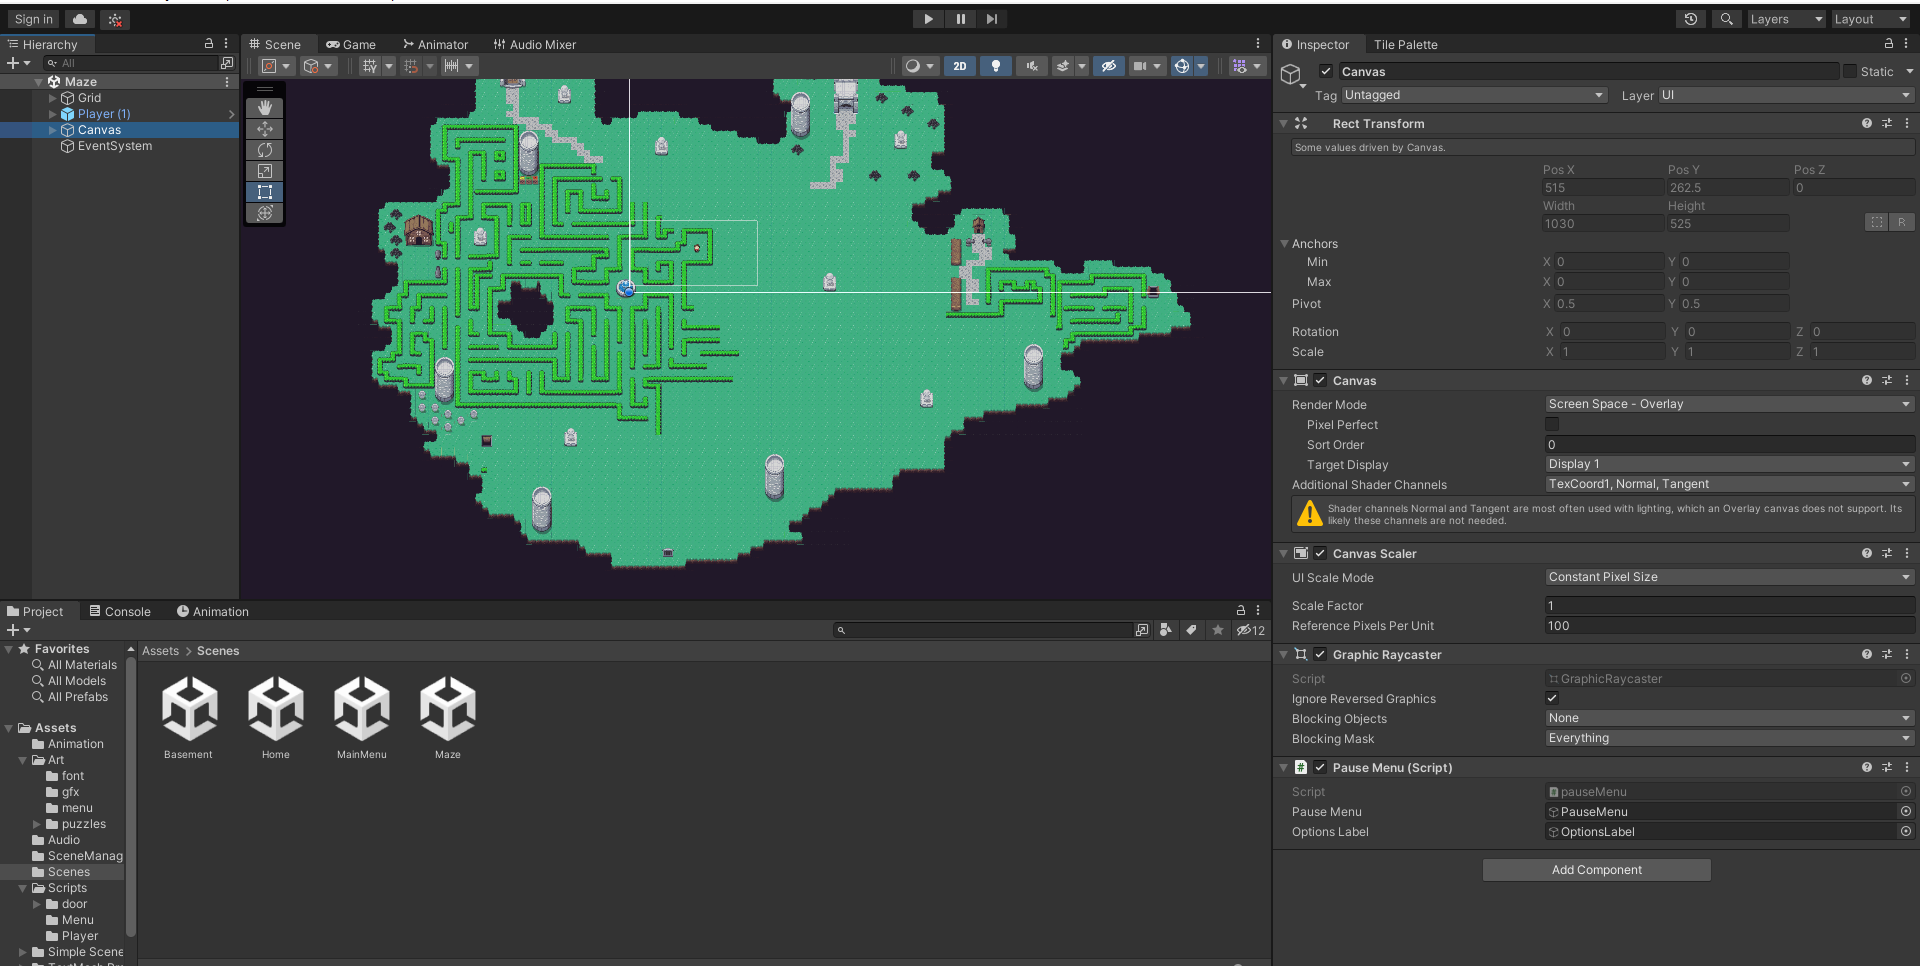 Sign in
Layers
Layout
Hierarchy
All
Maze
Grid
Player (1)
Canvas
EventSystem
Scene
Game
Animator
Audio Mixer
2D
Inspector
Tile Palette
Canvas
Static
Tag
Untagged
Layer
UI
Rect Transform
Some values driven by Canvas.
Pos X
Pos Y
Pos Z
515
262.5
0
Width
Height
1030
525
R
Anchors
Min
X 0
Y 0
Max
X 0
Y 0
Pivot
X 0.5
Y 0.5
Rotation
X 0
Y 0
Z 0
Scale
X 1
Y 1
Z 1
Canvas
Render Mode
Screen Space - Overlay
Pixel Perfect
Sort Order
0
Target Display
Display 1
Additional Shader Channels
TexCoord1, Normal, Tangent
Shader channels Normal and Tangent are most often used with lighting, which an Overlay canvas does not support. Its
likely these channels are not needed.
Canvas Scaler
UI Scale Mode
Constant Pixel Size
Scale Factor
1
Reference Pixels Per Unit
100
Graphic Raycaster
Script
GraphicRaycaster
Ignore Reversed Graphics
Blocking Objects
None
Blocking Mask
Everything
# Pause Menu (Script)
Script
pauseMenu
Pause Menu
PauseMenu
Options Label
OptionsLabel
Add Component
Project
Console
Animation
12
Favorites
All Materials
All Models
All Prefabs
Assets
Animation
Art
font
gfx
menu
puzzles
Audio
SceneManag
Scenes
Scripts
door
Menu
Player
Simple Scene
Assets > Scenes
Basement
Home
MainMenu
Maze